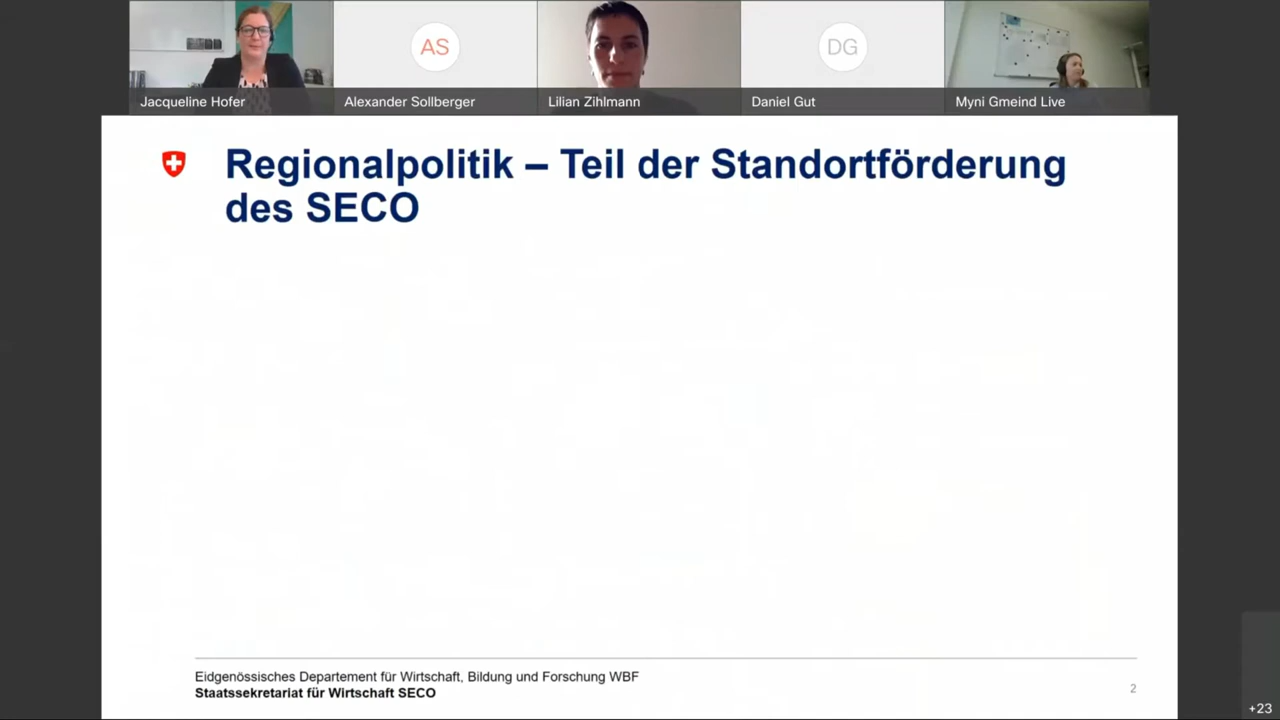 AS
DG
Jacqueline Hofer
Alexander Sollberger
Lilian Zihlmann
Daniel Gut
Myni Gmeind Live
Regionalpolitik – Teil der Standortförderung
des SECO
Eidgenössisches Departement für Wirtschaft, Bildung und Forschung WBF
Staatssekretariat für Wirtschaft SECO
2
+23